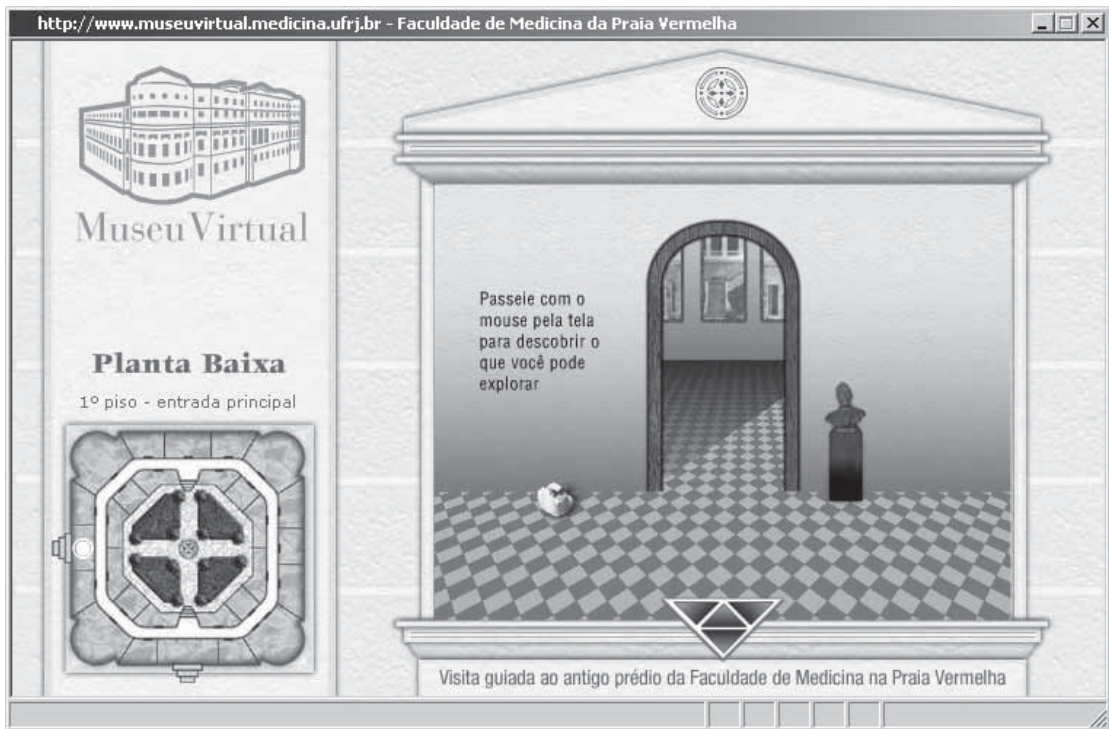 http://www.museuvirtual.medicina.ufrj.br - Faculdade de Medicina da Praia Vermelha
Museu Virtual
Planta Baixa
1º piso - entrada principal
Passeie com o
mouse pela tela
para descobrir o
que você pode
explorar
Visita guiada ao antigo prédio da Faculdade de Medicina na Praia Vermelha